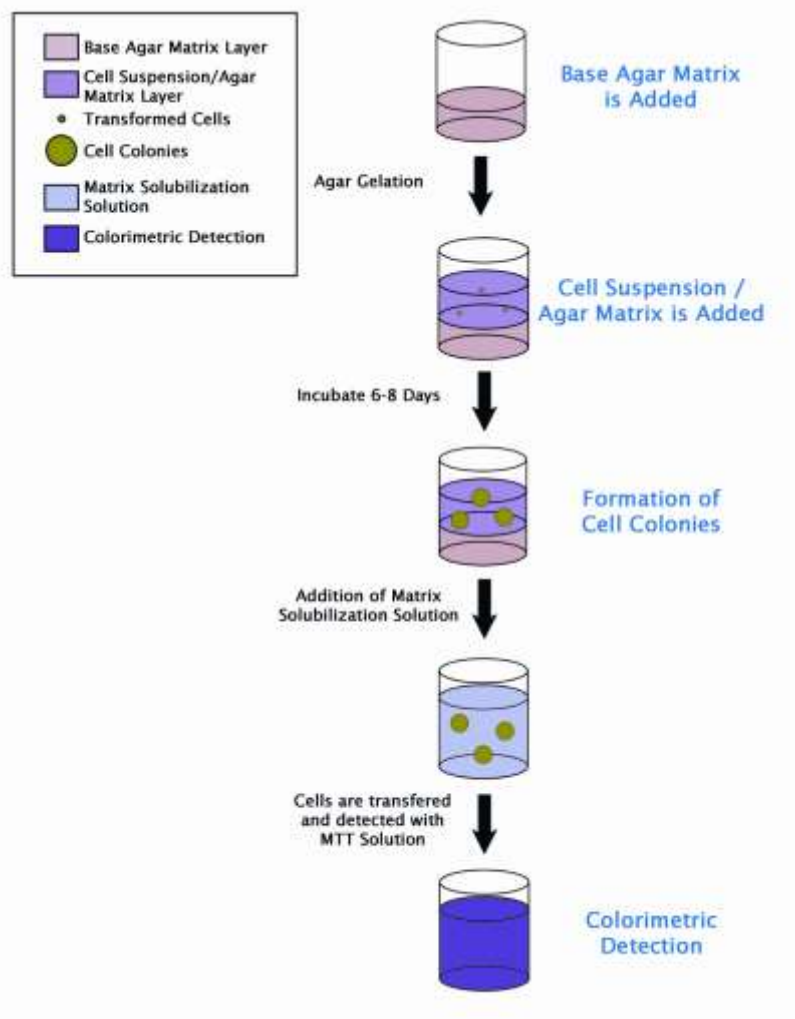 Base Agar Matrix Layer
Cell Suspension/Agar
Matrix Layer
Transformed Cells
Cell Colonies
Matrix Solubilization
Solution
Colorimetric Detection
Base Agar Matrix
is Added
Agar Gelation
Cell Suspension /
Agar Matrix is Added
Incubate 6-8 Days
Formation of
Cell Colonies
Addition of Matrix
Solubilization Solution
Cells are transfered
and detected with
MTT Solution
Colorimetric
Detection